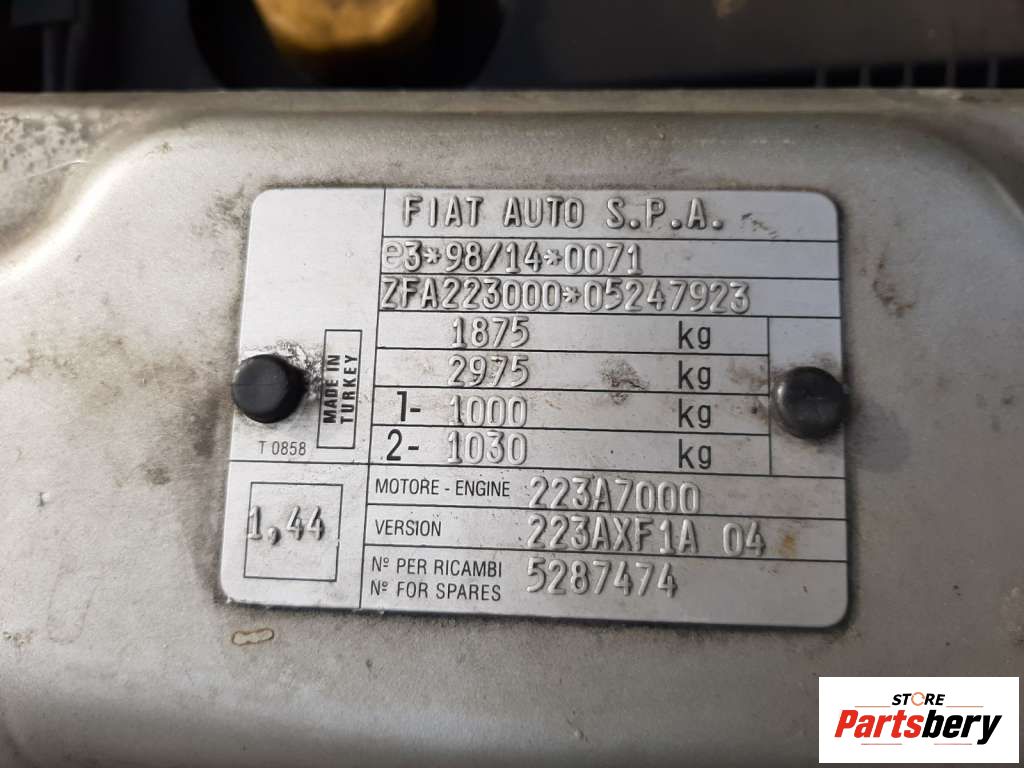 FIAT AUTO S.P.A.
e3*98/14*0071
ZFA223000*05247923
1875 kg
2975 kg
1- 1000 kg
2- 1030 kg
MADE IN
TURKEY
T 0858
MOTORE - ENGINE 223A7000
1,44
VERSION 223AXF1A 04
Nº PER RICAMBI
Nº FOR SPARES 5287474
STORE
Partsbery